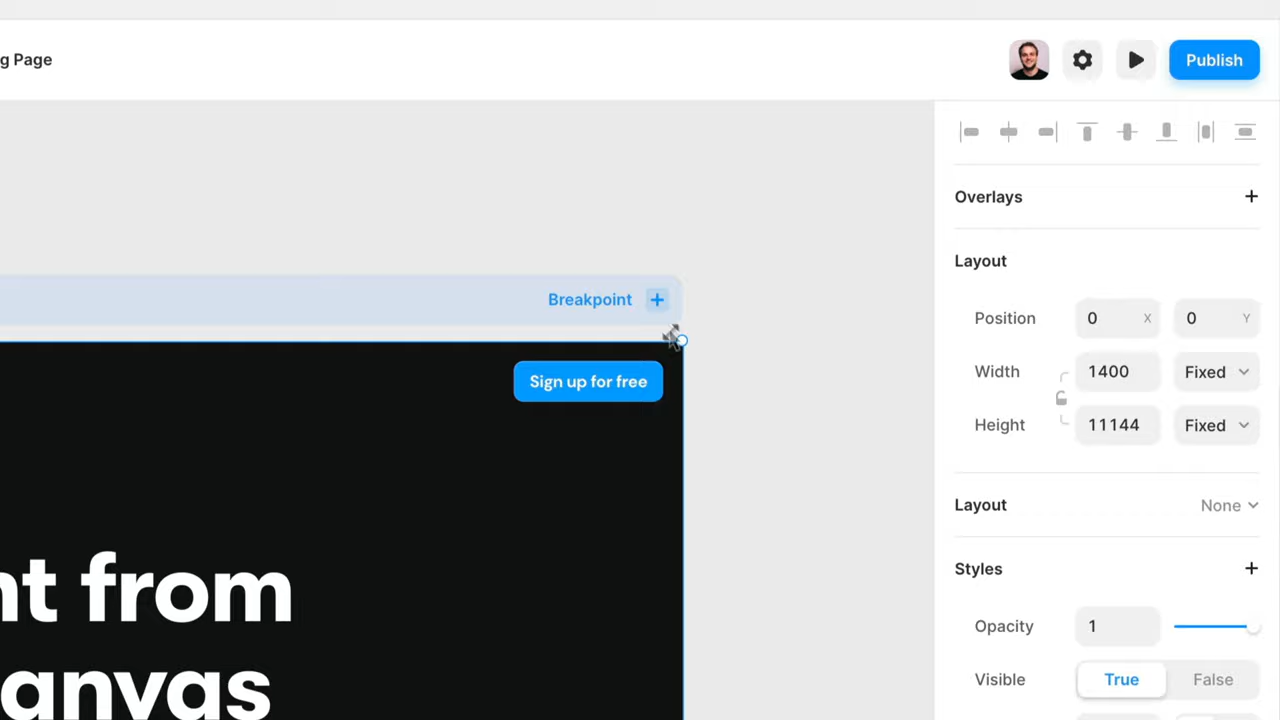 g Page
Publish
Overlays
Layout
Breakpoint
Position 0 X 0 Y
Width 1400 Fixed
Sign up for free
Height 11144 Fixed
Layout None
nt from
Styles
Opacity 1
anvas
Visible True False